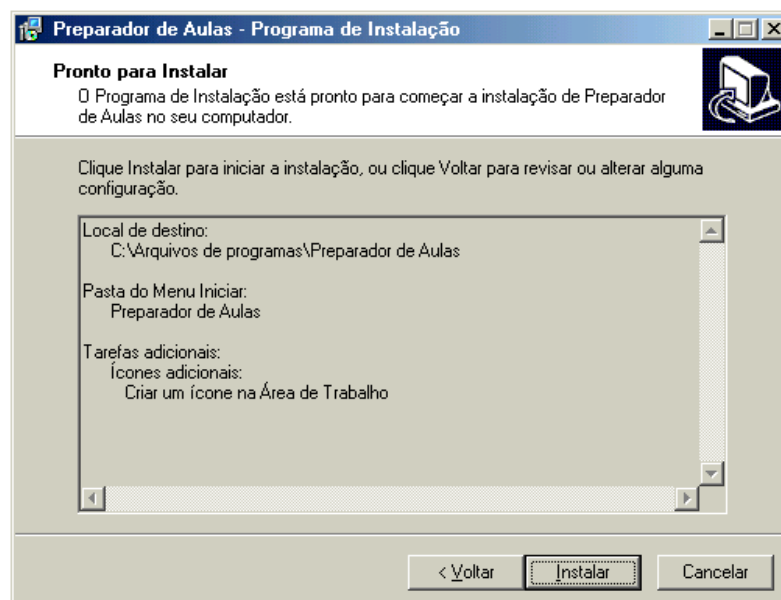 Preparador de Aulas - Programa de Instalação
Pronto para Instalar
O Programa de Instalação está pronto para começar a instalação de Preparador
de Aulas no seu computador.
Clique Instalar para iniciar a instalação, ou clique Voltar para revisar ou alterar alguma
configuração.
Local de destino:
C:\Arquivos de programas\Preparador de Aulas
Pasta do Menu Iniciar:
Preparador de Aulas
Tarefas adicionais:
Ícones adicionais:
Criar um ícone na Área de Trabalho
< Voltar
Instalar
Cancelar